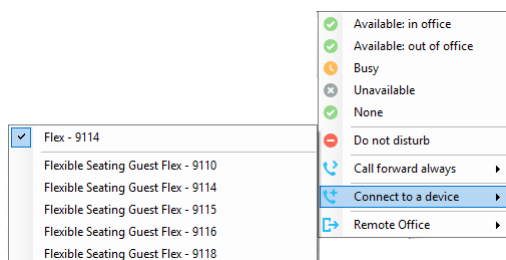 Available: in office
Available: out of office
Busy
Unavailable
None
Do not disturb
Call forward always
Connect to a device
Remote Office
Flex - 9114
Flexible Seating Guest Flex - 9110
Flexible Seating Guest Flex - 9114
Flexible Seating Guest Flex - 9115
Flexible Seating Guest Flex - 9116
Flexible Seating Guest Flex - 9118